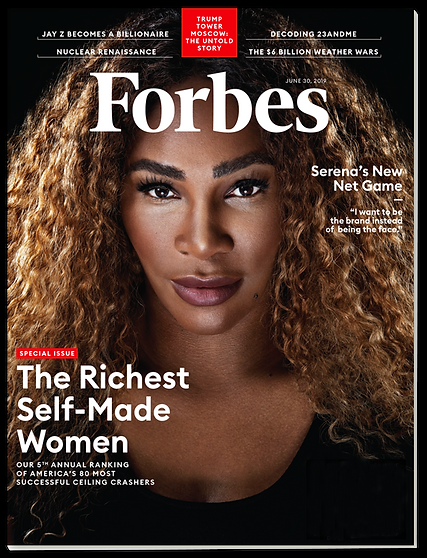 JAY Z BECOMES A BILLIONAIRE
NUCLEAR RENAISSANCE
TRUMP
TOWER
MOSCOW:
THE UNTOLD
STORY
DECODING 23ANDME
THE $6 BILLION WEATHER WARS
JUNE 30, 2019
Forbes
Serena's New
Net Game
"I want to be
the brand instead
of being the face."
SPECIAL ISSUE
The Richest
Self-Made
Women
OUR 5TH ANNUAL RANKING
OF AMERICA'S 80 MOST
SUCCESSFUL CEILING CRASHERS